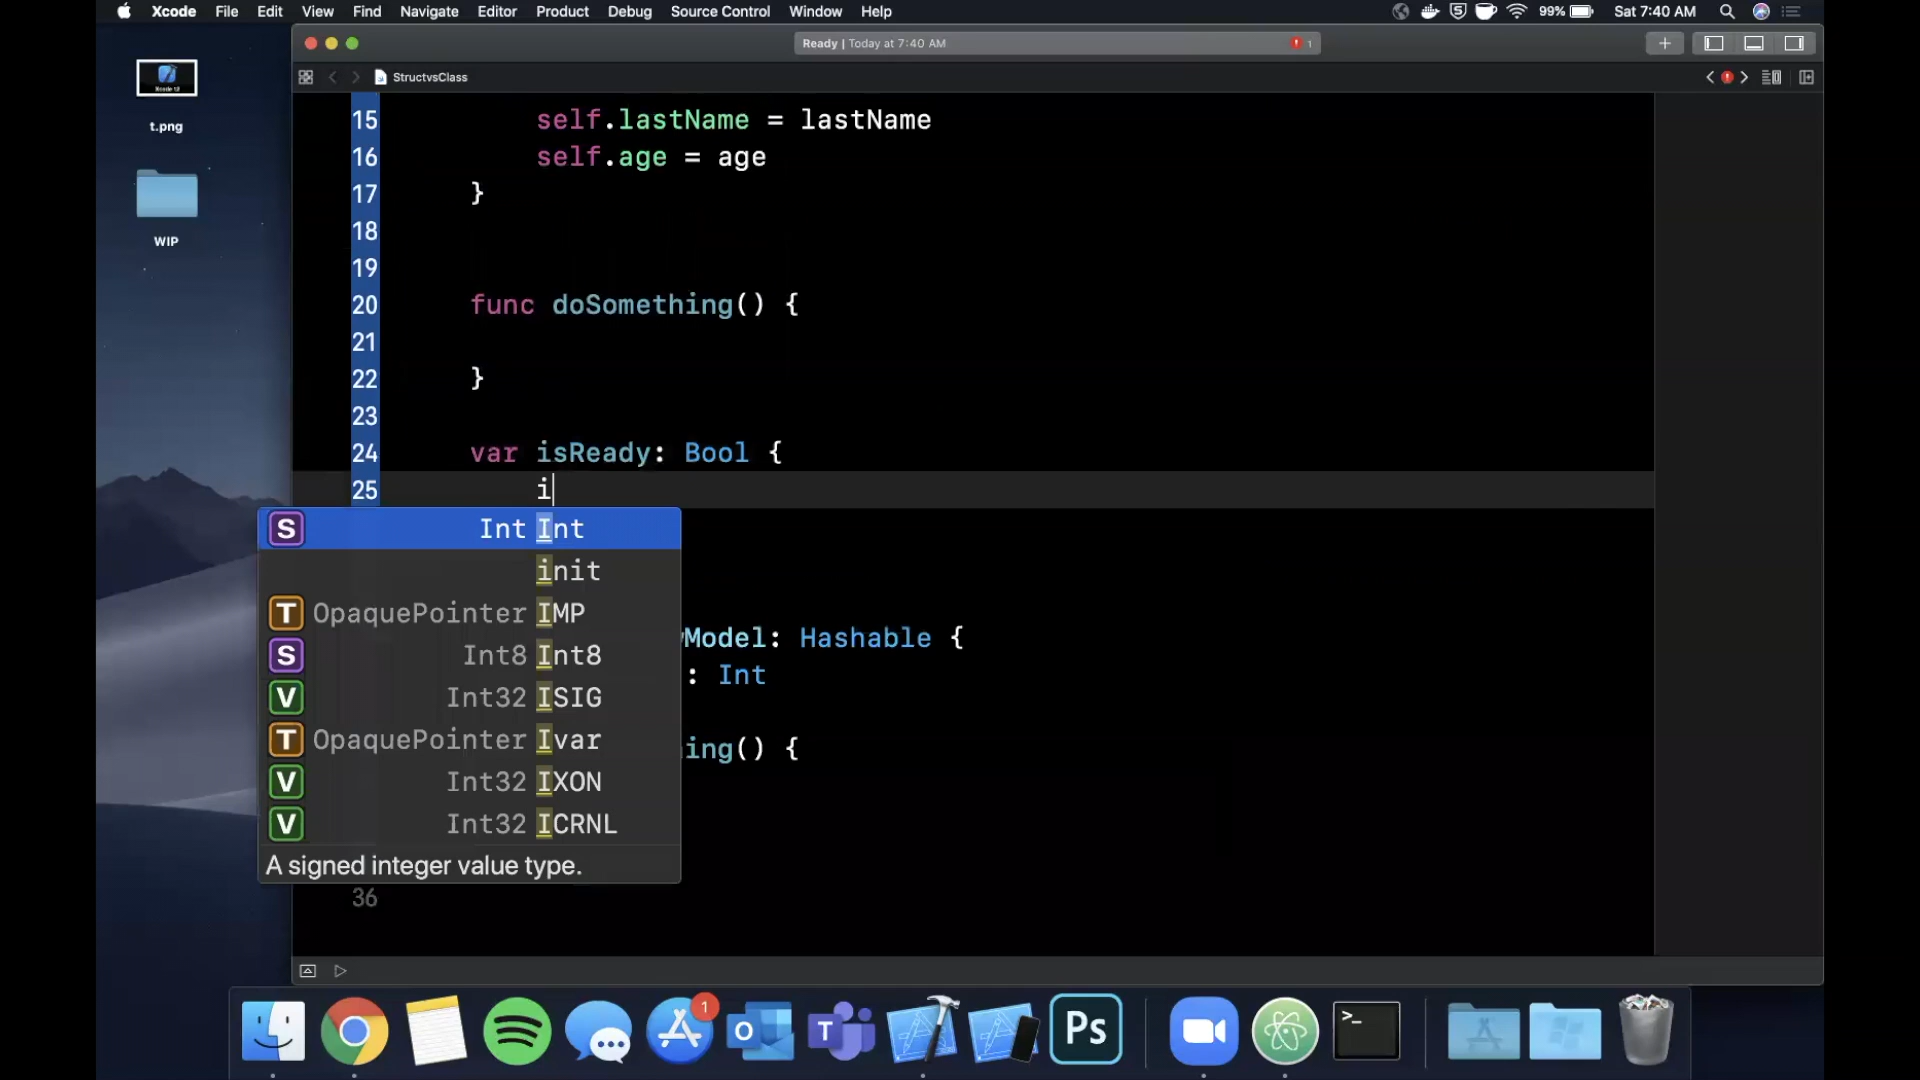 Xcode File Edit View Find Navigate Editor Product Debug Source Control Window Help
99% Sat 7:40 AM
Ready | Today at 7:40 AM
1
StructvsClass
t.png
WIP
15 self.lastName = lastName
16 self.age = age
17 }
18
19
20 func doSomething() {
21
22 }
23
24 var isReady: Bool {
25 i
S Int Int
init
T OpaquePointer IMP
S Int8 Int8
V Int32 ISIG
T OpaquePointer Ivar
V Int32 IXON
V Int32 ICRNL
A signed integer value type.
Model: Hashable {
: Int
ing() {
36
1
Ps